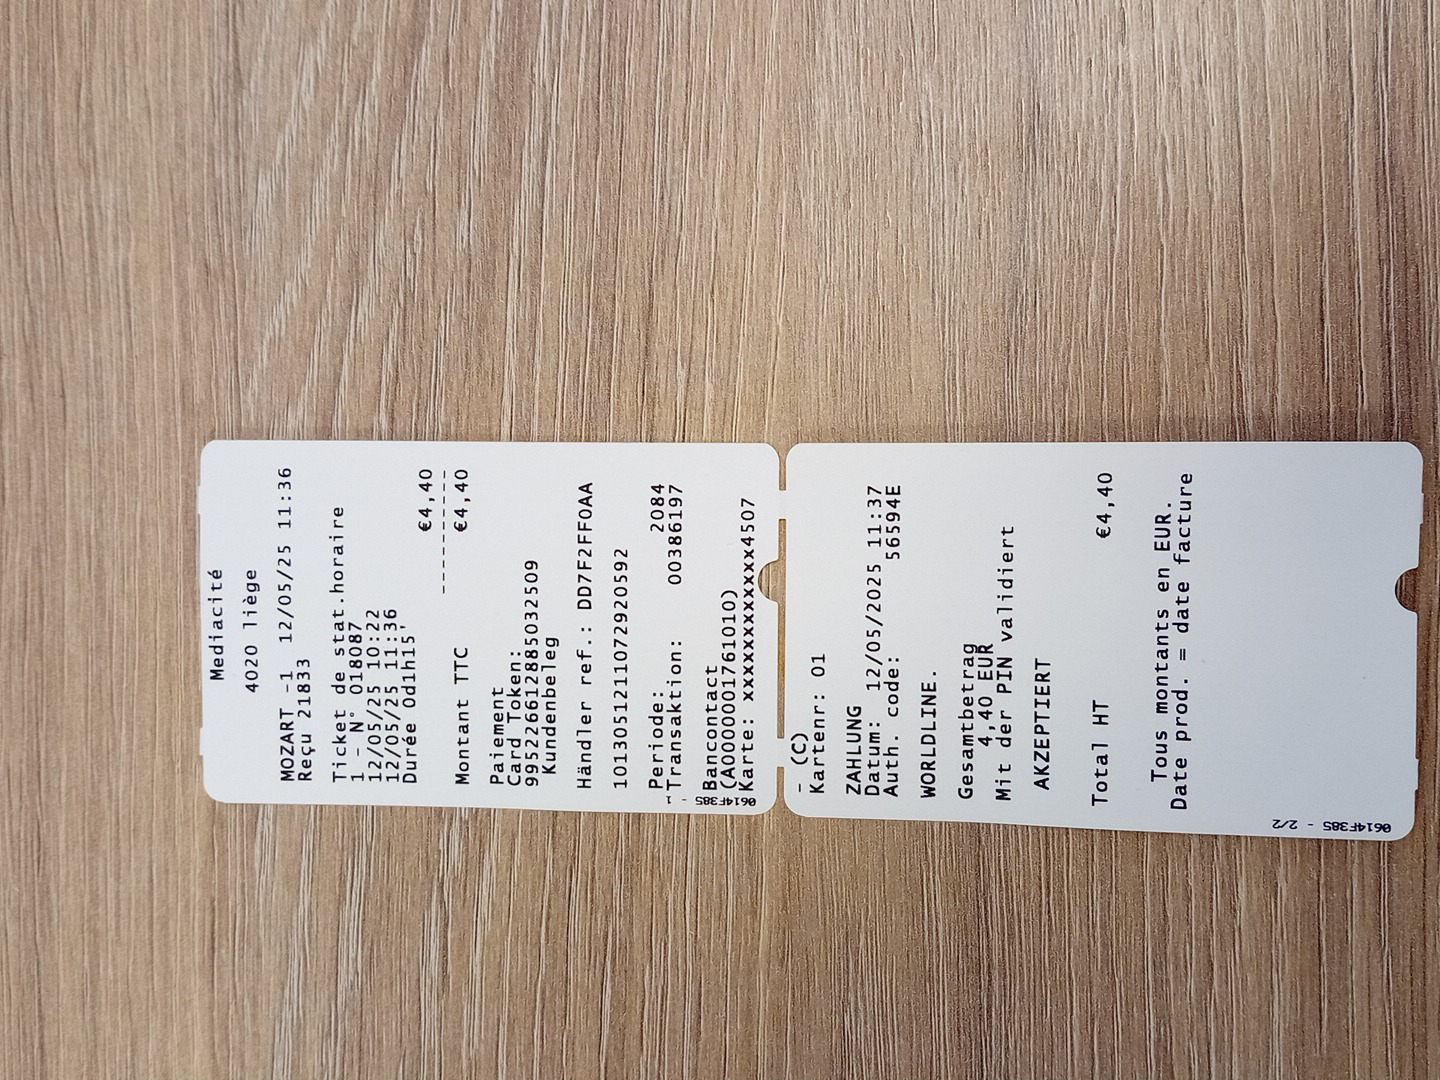 Mediacité
4020 liège
MOZART -1 12/05/25 11:36
Reçu 21833
Ticket de stat.horaire
1 - N° 018087
12/05/25 10:22
12/05/25 11:36
Durée 0d1h15'
€4,40
----------
Montant TTC €4,40
Paiement
Card Token:
995226612885032509
Kundenbeleg
Händler ref.: DD7F2FF0AA
10130512110729 20592
Periode: 2084
Transaktion: 00386197
Bancontact
(A0000001761010)
Karte: xxxxxxxxxxxxx4507
0614F385 - 1
- (C)
Kartenr: 01
ZAHLUNG
Datum: 12/05/2025 11:37
Auth. code: 56594E
WORLDLINE.
Gesamtbetrag
4,40 EUR
Mit der PIN validiert
AKZEPTIERT
Total HT €4,40
Tous montants en EUR.
Date prod. = date facture
0614F385 - 2/2